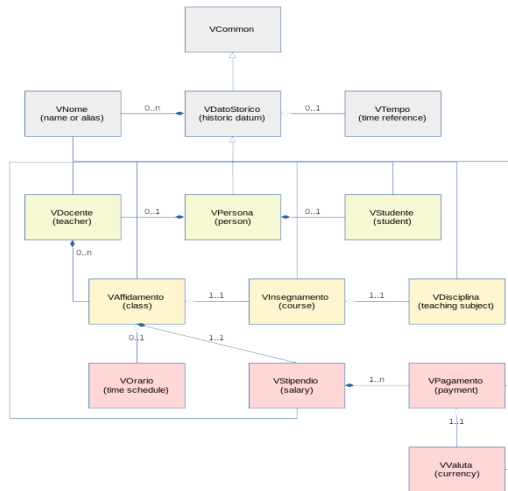 VCommon
VNome
(name or alias)
0..n
VDatoStorico
(historic datum)
0..1
VTempo
(time reference)
VDocente
(teacher)
0..1
VPersona
(person)
0..1
VStudente
(student)
0..n
VAffidamento
(class)
1..1
VInsegnamento
(course)
1..1
VDisciplina
(teaching subject)
0..1
1..1
VOrario
(time schedule)
VStipendio
(salary)
1..n
VPagamento
(payment)
1..1
VValuta
(currency)